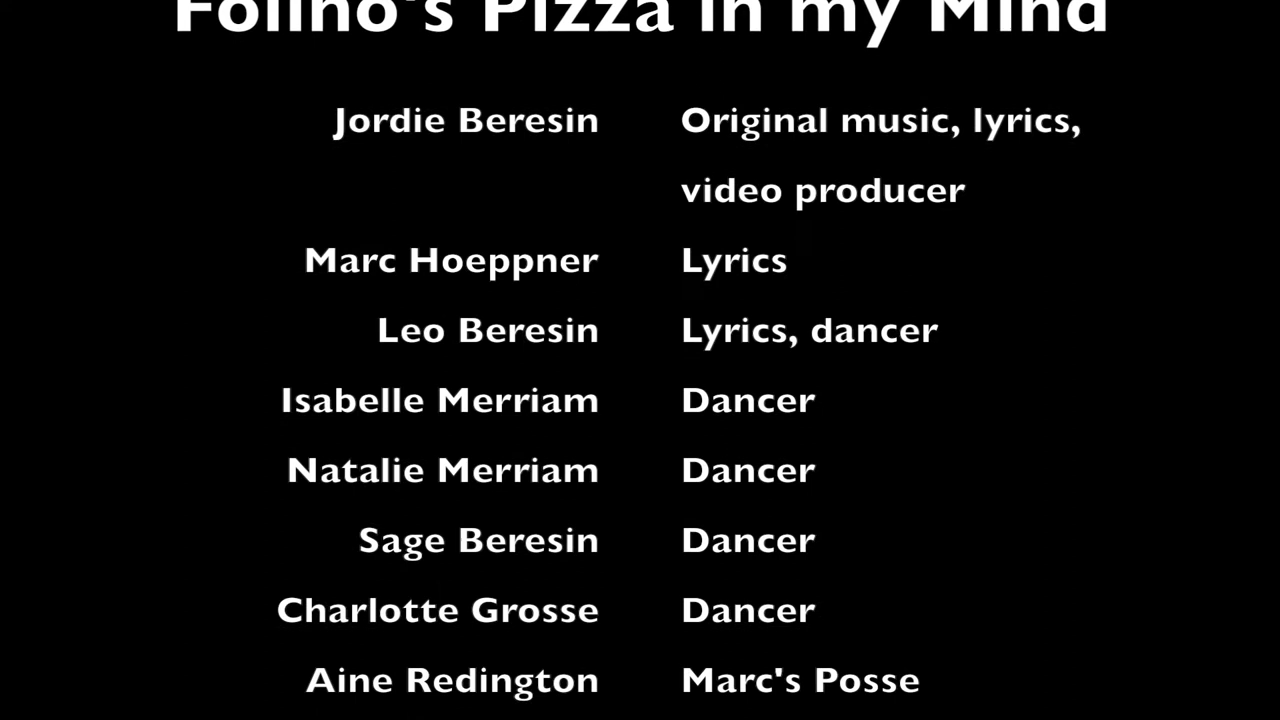 Folino's Pizza in my Mind
Jordie Beresin Original music, lyrics,
video producer
Marc Hoeppner Lyrics
Leo Beresin Lyrics, dancer
Isabelle Merriam Dancer
Natalie Merriam Dancer
Sage Beresin Dancer
Charlotte Grosse Dancer
Aine Redington Marc's Posse